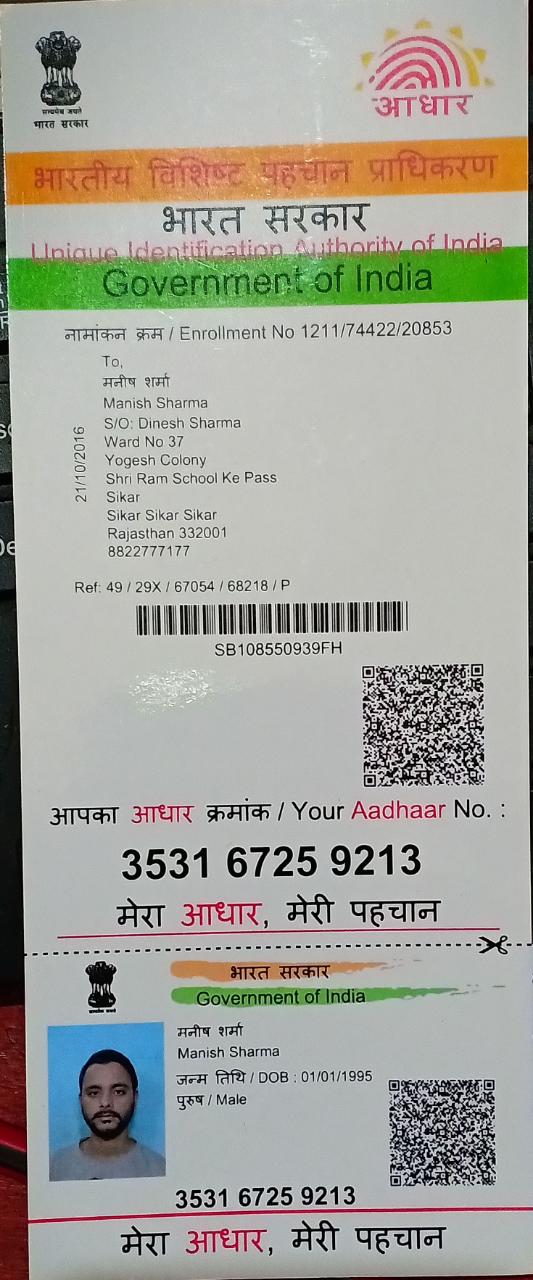 सत्यमेव जयते
भारत सरकार
आधार
भारतीय विशिष्ट पहचान प्राधिकरण
भारत सरकार
Unique Identification Authority of India
Government of India
नामांकन क्रम / Enrollment No 1211/74422/20853
To,
मनीष शर्मा
Manish Sharma
S/O: Dinesh Sharma
Ward No 37
Yogesh Colony
Shri Ram School Ke Pass
Sikar
Sikar Sikar Sikar
Rajasthan 332001
8822777177
21/10/2016
Ref: 49 / 29X / 67054 / 68218 / P
SB108550939FH
आपका आधार क्रमांक / Your Aadhaar No. :
3531 6725 9213
मेरा आधार, मेरी पहचान
भारत सरकार
Government of India
मनीष शर्मा
Manish Sharma
जन्म तिथि / DOB : 01/01/1995
पुरुष / Male
3531 6725 9213
मेरा आधार, मेरी पहचान